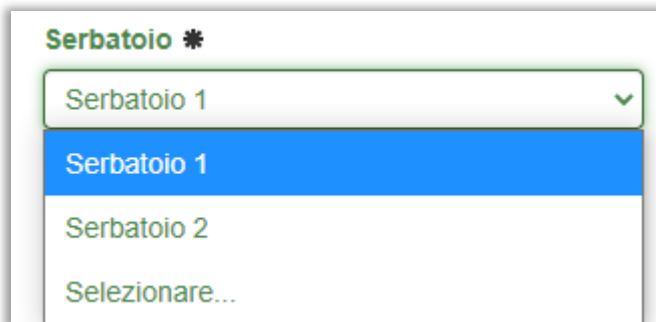 Serbatoio ✱
Serbatoio 1
Serbatoio 1
Serbatoio 2
Selezionare...